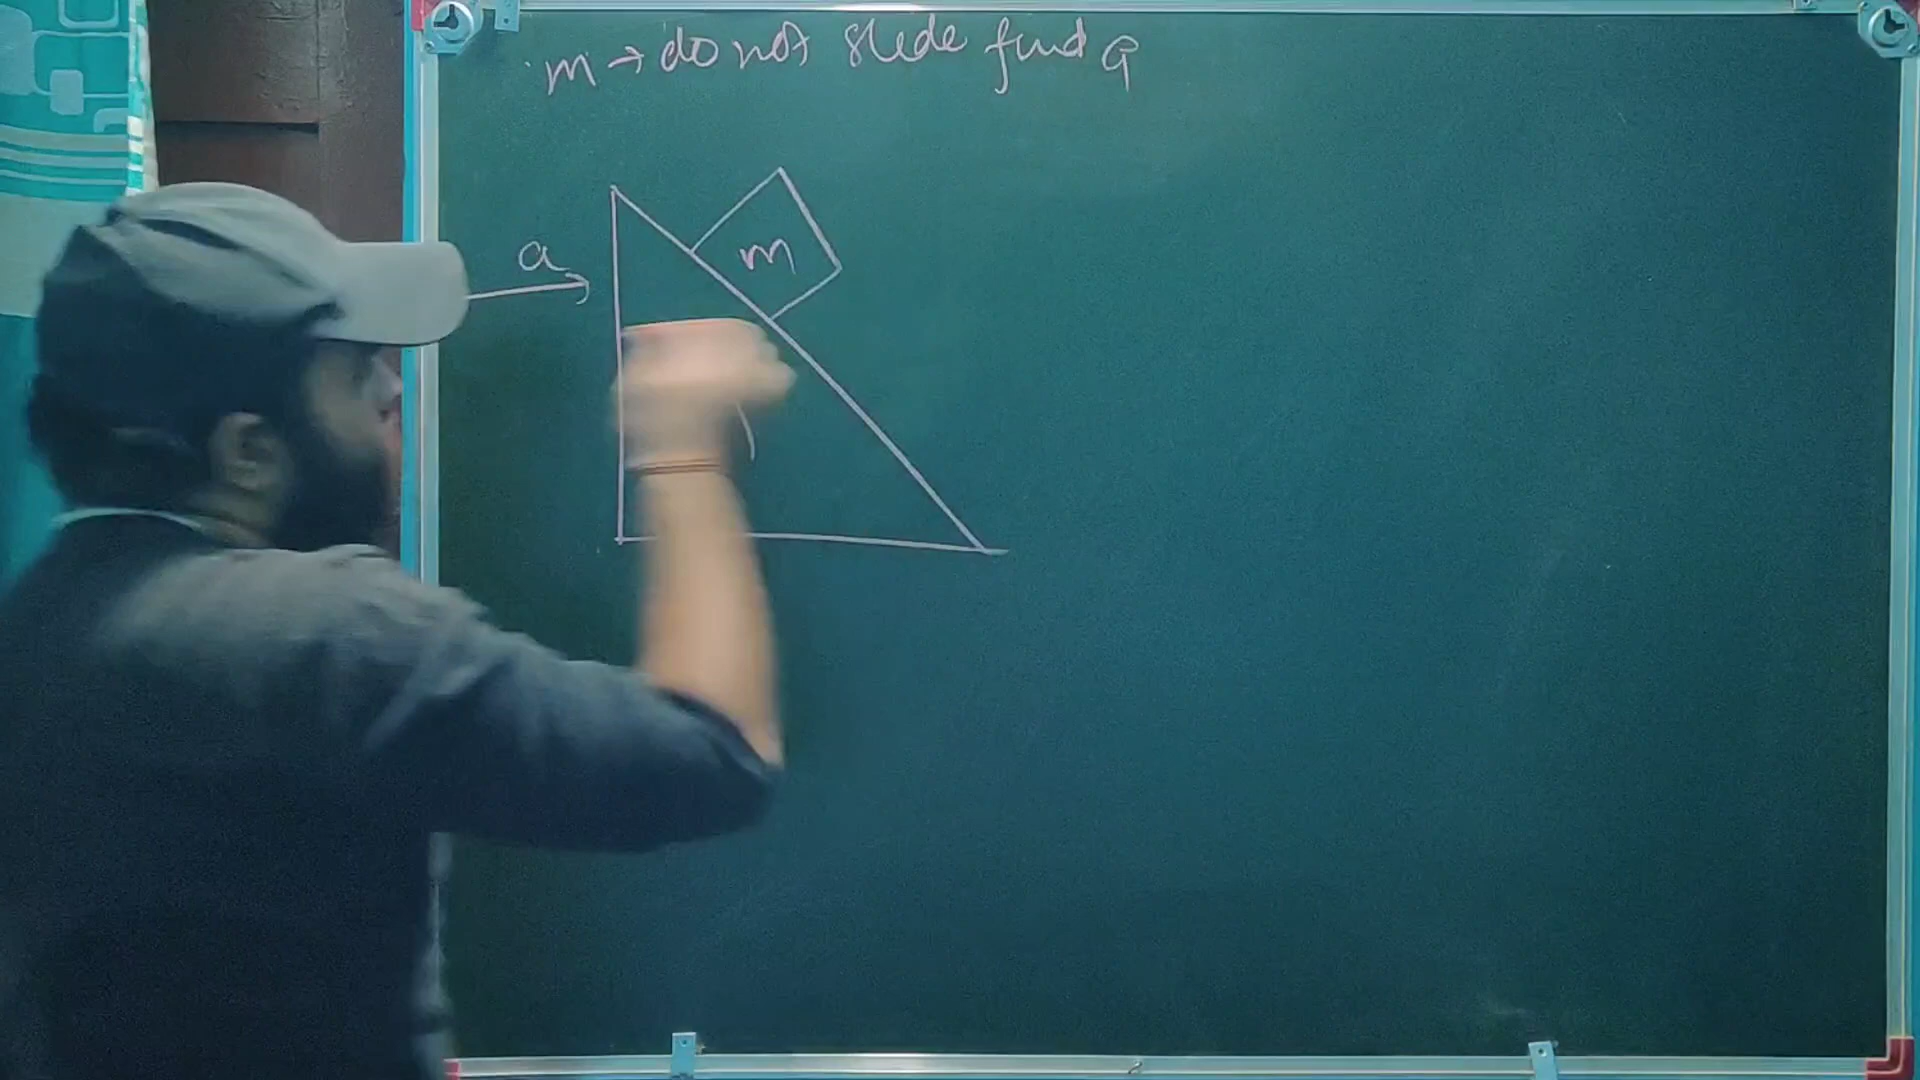 m → do not slide find a
a
m